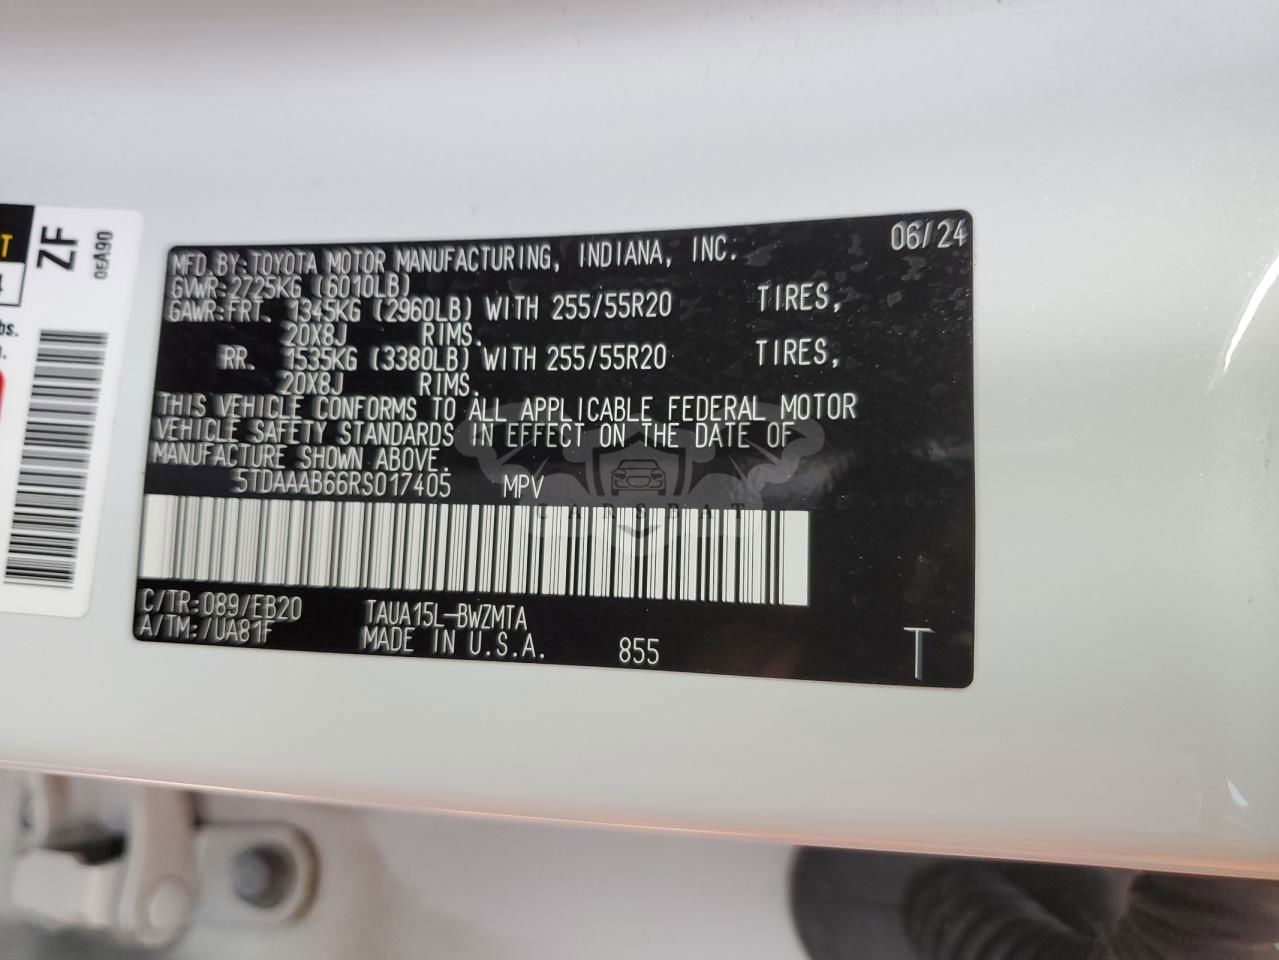 MFD.BY:TOYOTA MOTOR MANUFACTURING, INDIANA, INC. 06/24
GVWR:2725KG (6010LB)
GAWR:FRT. 1345KG (2960LB) WITH 255/55R20 TIRES,
20X8J RIMS.
RR. 1535KG (3380LB) WITH 255/55R20 TIRES,
20X8J RIMS.
THIS VEHICLE CONFORMS TO ALL APPLICABLE FEDERAL MOTOR
VEHICLE SAFETY STANDARDS IN EFFECT ON THE DATE OF
MANUFACTURE SHOWN ABOVE.
5TDAAAB66RS017405 MPV
CARSBAT
C/TR:089/EB20 TAUA15L-BWZMTA
A/TM:/UA81F MADE IN U.S.A. 855 T
ZF
0EA90